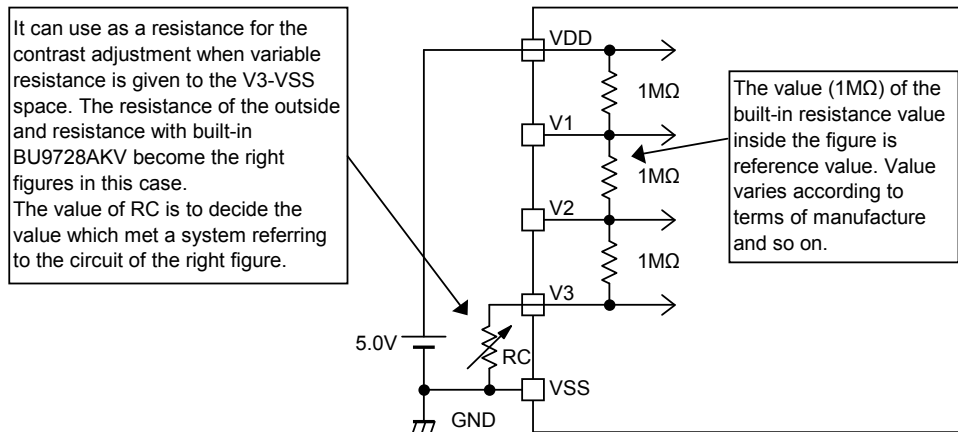 It can use as a resistance for the
contrast adjustment when variable
resistance is given to the V3-VSS
space. The resistance of the outside
and resistance with built-in
BU9728AKV become the right
figures in this case.
The value of RC is to decide the
value which met a system referring
to the circuit of the right figure.
VDD
1MΩ
V1
1MΩ
V2
1MΩ
V3
5.0V
RC
VSS
GND
The value (1MΩ) of the
built-in resistance value
inside the figure is
reference value. Value
varies according to
terms of manufacture
and so on.